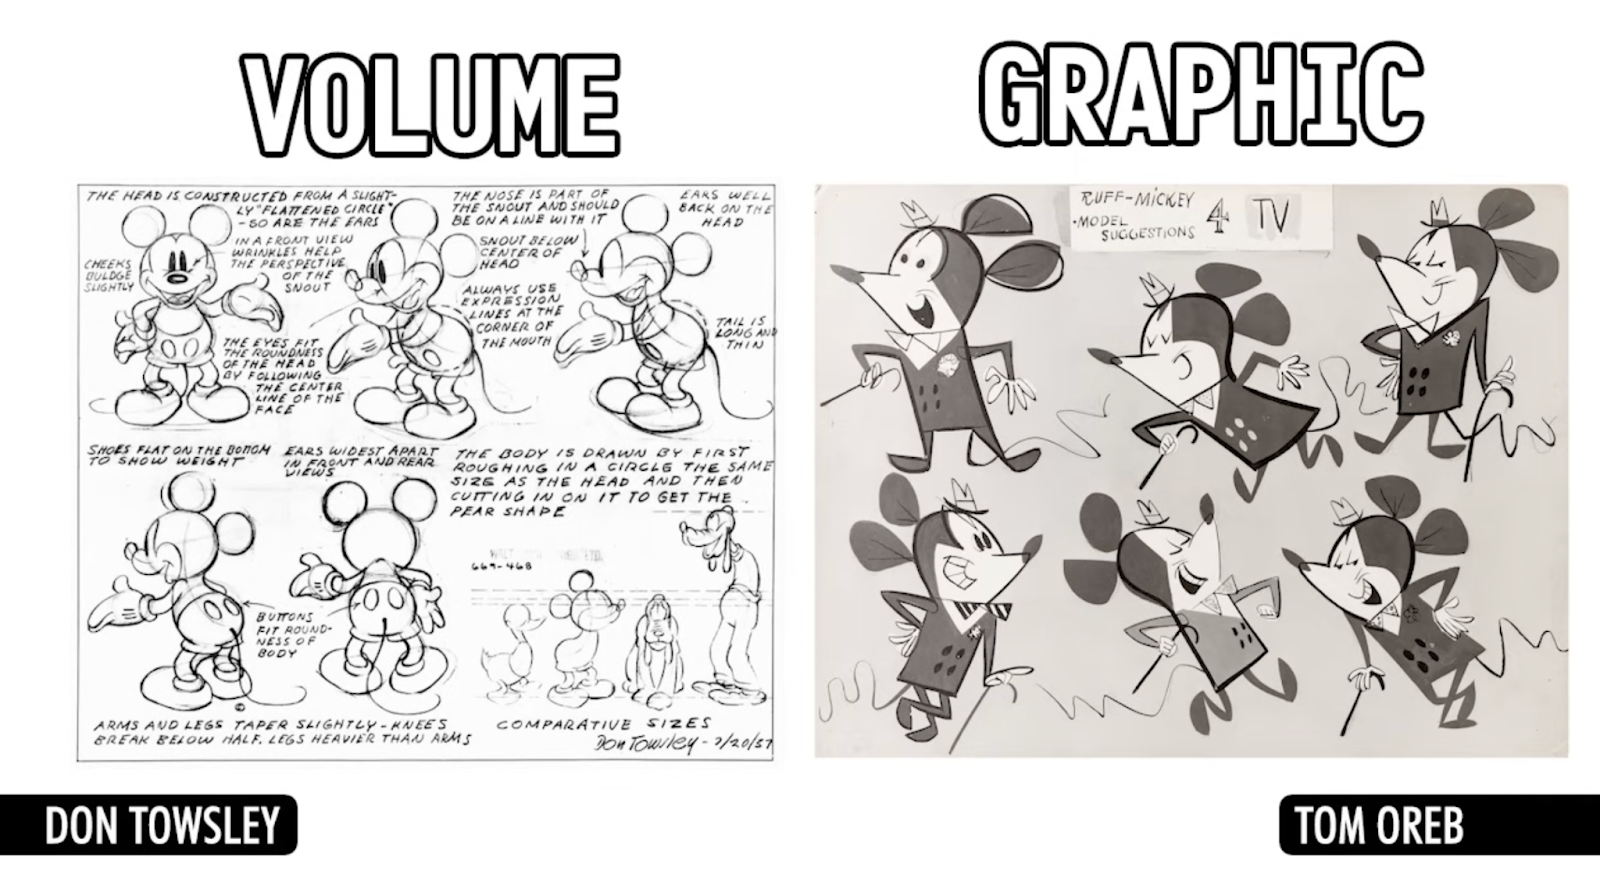 VOLUME
GRAPHIC
THE HEAD IS CONSTRUCTED FROM A SLIGHT-
LY "FLATTENED CIRCLE"
- SO ARE THE EARS
THE NOSE IS PART OF
THE SNOUT AND SHOULD
BE ON A LINE WITH IT
EARS WELL
BACK ON THE
HEAD
CHEEKS
BULDGE
SLIGHTLY
IN A FRONT VIEW
WRINKLES HELP
THE PERSPECTIVE
OF THE
SNOUT
SNOUT BELOW
CENTER OF
HEAD
ALWAYS USE
EXPRESSION
LINES AT THE
CORNER OF
THE MOUTH
TAIL IS
LONG AND
THIN
THE EYES FIT
THE ROUNDNESS
OF THE HEAD
BY FOLLOWING
THE CENTER
LINE OF THE
FACE
SHOES FLAT ON THE BOTTOM
TO SHOW WEIGHT
EARS WIDEST APART
IN FRONT AND REAR
VIEWS
THE BODY IS DRAWN BY FIRST
ROUGHING IN A CIRCLE THE SAME
SIZE AS THE HEAD AND THEN
CUTTING IN ON IT TO GET THE
PEAR SHAPE
669-468
BUTTONS
FIT ROUND-
NESS OF
BODY
ARMS AND LEGS TAPER SLIGHTLY - KNEES
BREAK BELOW HALF. LEGS HEAVIER THAN ARMS
COMPARATIVE SIZES
Don Towsley - 7/20/57
RUFF-MICKEY
•MODEL
SUGGESTIONS
4
TV
DON TOWSLEY
TOM OREB